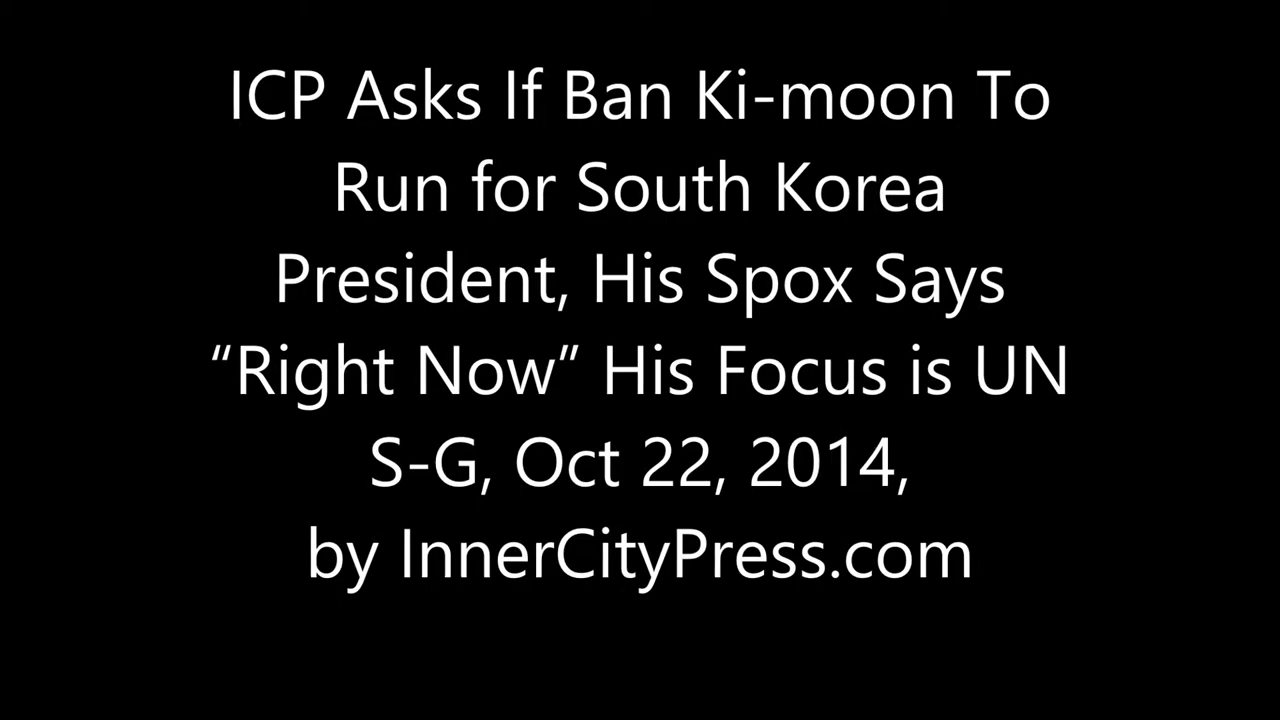 ICP Asks If Ban Ki-moon To
Run for South Korea
President, His Spox Says
“Right Now” His Focus is UN
S-G, Oct 22, 2014,
by InnerCityPress.com